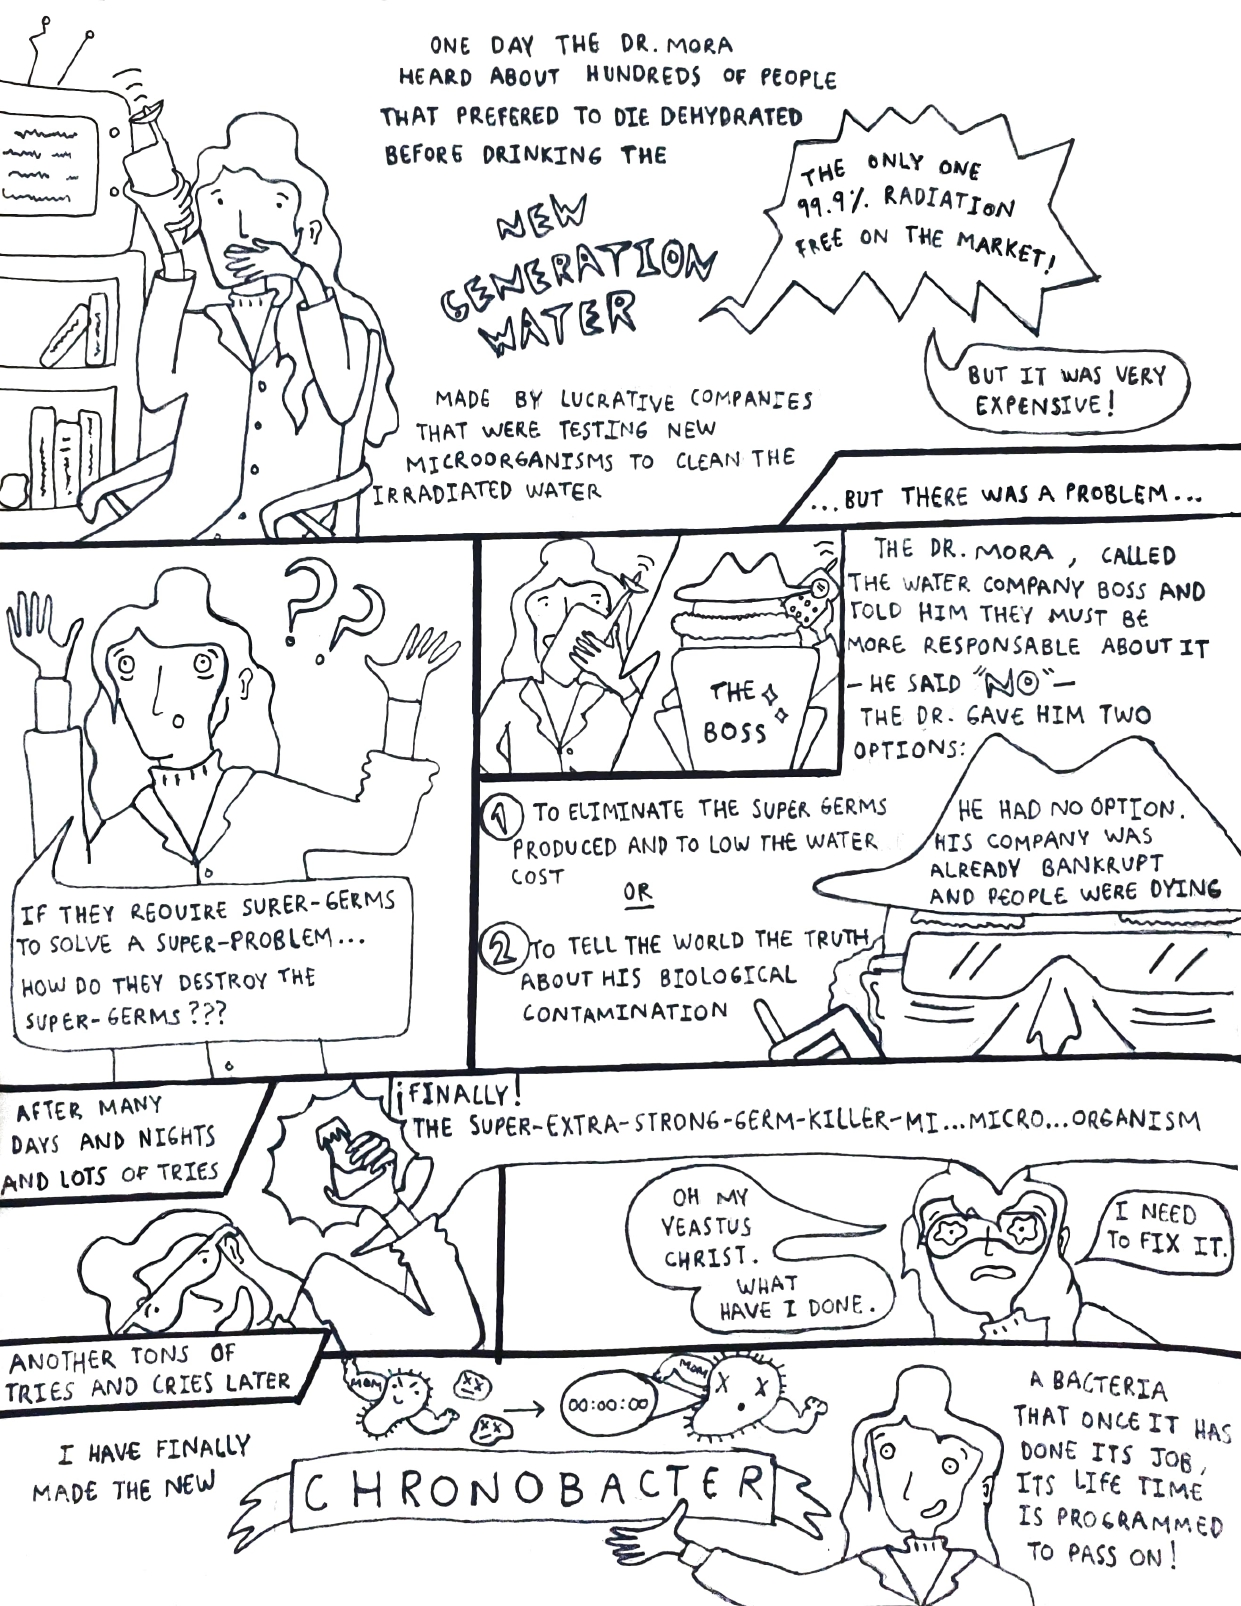 ONE DAY THE DR. MORA
HEARD ABOUT HUNDREDS OF PEOPLE
THAT PREFERED TO DIE DEHYDRATED
BEFORE DRINKING THE
NEW
GENERATION
WATER
THE ONLY ONE
99.9% RADIATION
FREE ON THE MARKET!
BUT IT WAS VERY
EXPENSIVE!
MADE BY LUCRATIVE COMPANIES
THAT WERE TESTING NEW
MICROORGANISMS TO CLEAN THE
IRRADIATED WATER
...BUT THERE WAS A PROBLEM...
IF THEY REQUIRE SURER-GERMS
TO SOLVE A SUPER-PROBLEM...
HOW DO THEY DESTROY THE
SUPER-GERMS???
THE
BOSS
THE DR. MORA, CALLED
THE WATER COMPANY BOSS AND
TOLD HIM THEY MUST BE
MORE RESPONSABLE ABOUT IT
-HE SAID "NO"-
THE DR. GAVE HIM TWO
OPTIONS:
1 TO ELIMINATE THE SUPER GERMS
PRODUCED AND TO LOW THE WATER
COST
OR
2 TO TELL THE WORLD THE TRUTH
ABOUT HIS BIOLOGICAL
CONTAMINATION
HE HAD NO OPTION.
HIS COMPANY WAS
ALREADY BANKRUPT
AND PEOPLE WERE DYING
AFTER MANY
DAYS AND NIGHTS
AND LOTS OF TRIES
¡FINALLY!
THE SUPER-EXTRA-STRONG-GERM-KILLER-MI...MICRO...ORGANISM
OH MY
YEASTUS
CHRIST.
WHAT
HAVE I DONE.
I NEED
TO FIX IT.
ANOTHER TONS OF
TRIES AND CRIES LATER
I HAVE FINALLY
MADE THE NEW
MOM
00:00:00
MOM
CHRONOBACTER
A BACTERIA
THAT ONCE IT HAS
DONE ITS JOB,
ITS LIFE TIME
IS PROGRAMMED
TO PASS ON!